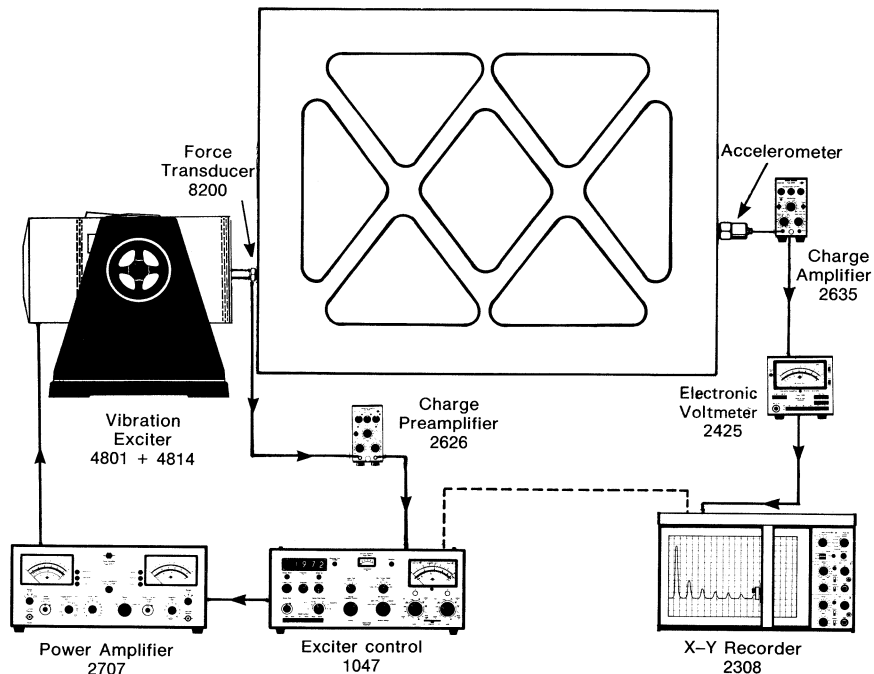 Force
Transducer
8200
Accelerometer
Charge
Amplifier
2635
Electronic
Voltmeter
2425
Vibration
Exciter
4801 + 4814
Charge
Preamplifier
2626
1972
Power Amplifier
2707
Exciter control
1047
X–Y Recorder
2308